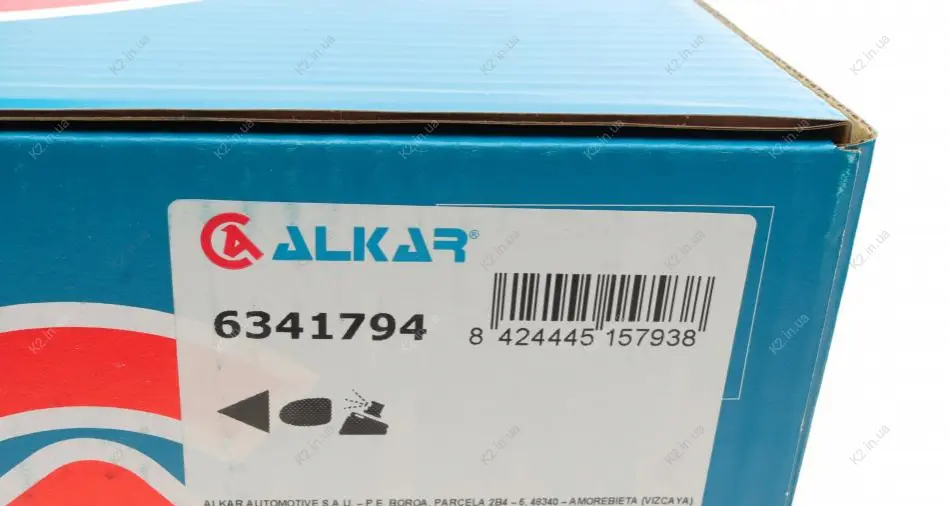 ALKAR®
6341794
8 424445 157938
ALKAR AUTOMOTIVE S.A.U. – P.E. BOROA, PARCELA 2B4 – 5, 48340 – AMOREBIETA (VIZCAYA)
K2.in.ua